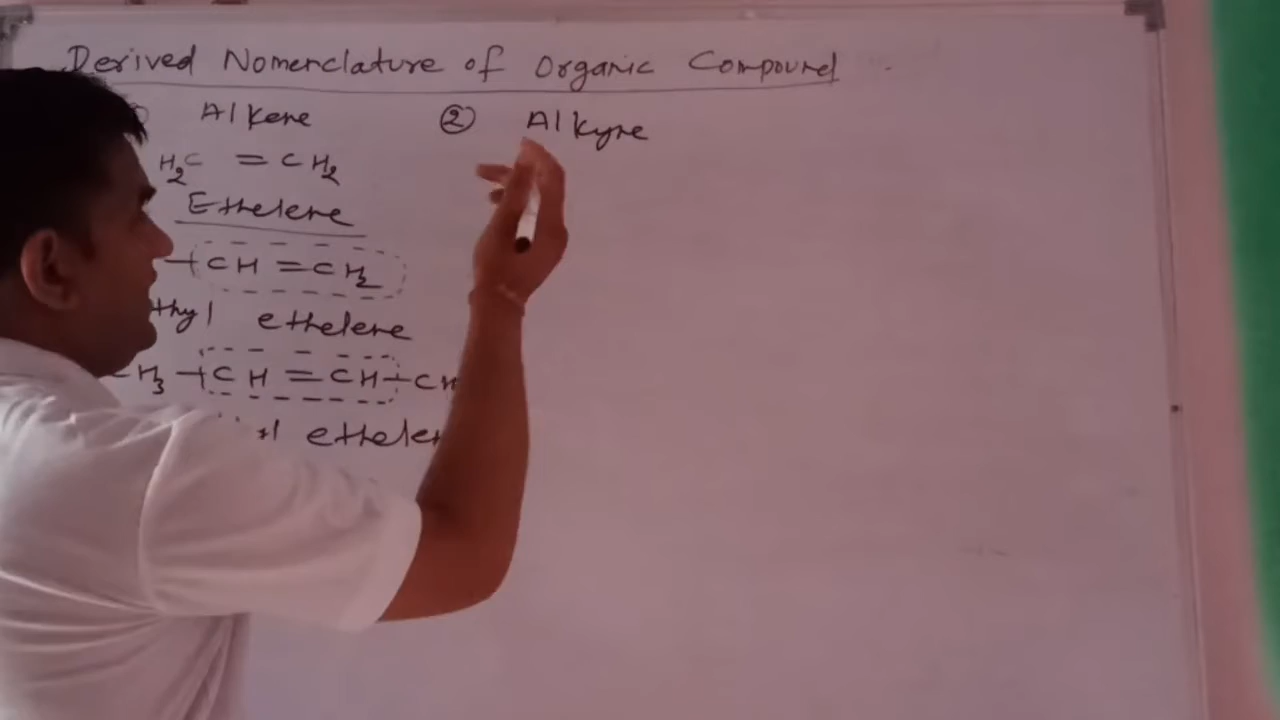 Derived Nomenclature of Organic Compound
Alkene
H₂C = CH₂
Ethelene
CH = CH₂
thyl ethelene
H₃ - CH = CH - CH
yl ethelen
② Alkyne